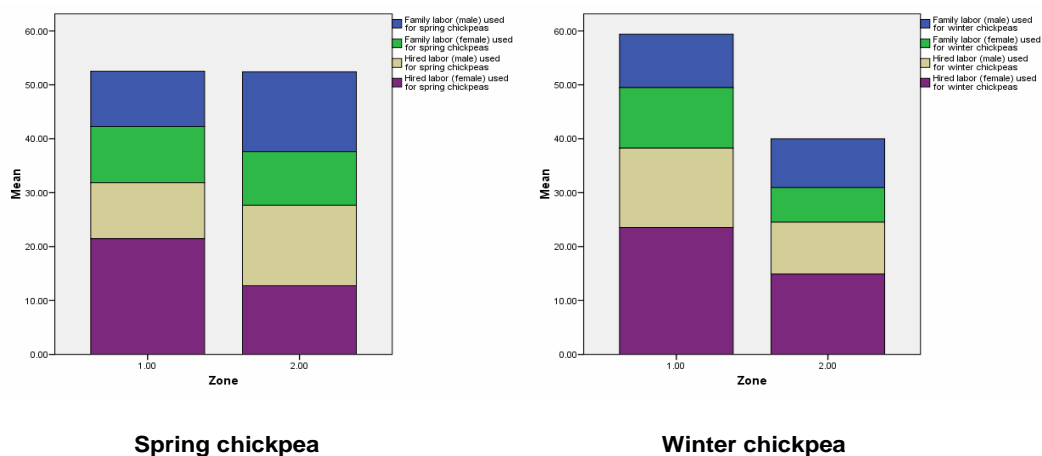 60.00
50.00
40.00
30.00
20.00
10.00
0.00
Mean
1.00
2.00
Zone
Family labor (male) used
for spring chickpeas
Family labor (female) used
for spring chickpeas
Hired labor (male) used
for spring chickpeas
Hired labor (female) used
for spring chickpeas
Spring chickpea
60.00
50.00
40.00
30.00
20.00
10.00
0.00
Mean
1.00
2.00
Zone
Family labor (male) used
for winter chickpeas
Family labor (female) used
for winter chickpeas
Hired labor (male) used
for winter chickpeas
Hired labor (female) used
for winter chickpeas
Winter chickpea